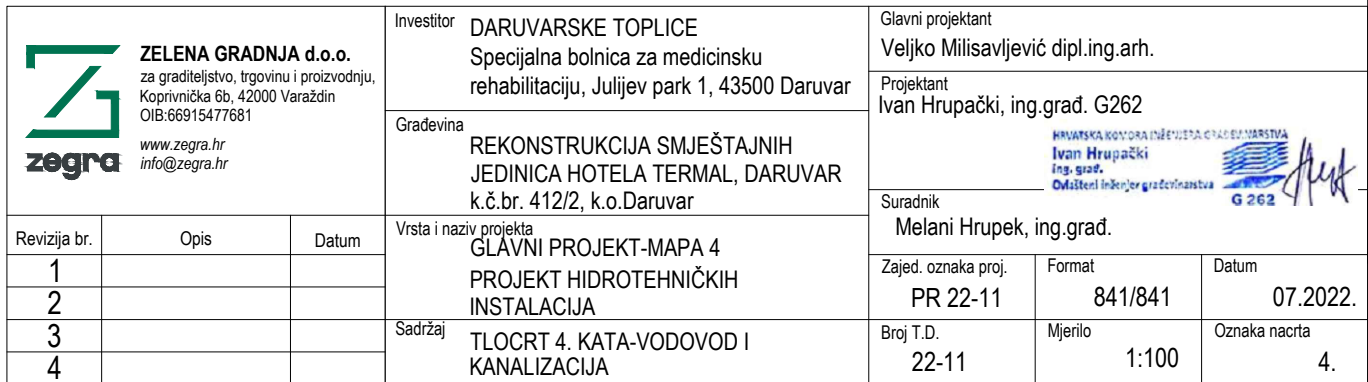 zegra
ZELENA GRADNJA d.o.o.
za graditeljstvo, trgovinu i proizvodnju,
Koprivnička 6b, 42000 Varaždin
OIB:66915477681
www.zegra.hr
info@zegra.hr
Revizija br. Opis Datum
1
2
3
4
Investitor DARUVARSKE TOPLICE
Specijalna bolnica za medicinsku
rehabilitaciju, Julijev park 1, 43500 Daruvar
Građevina
REKONSTRUKCIJA SMJEŠTAJNIH
JEDINICA HOTELA TERMAL, DARUVAR
k.č.br. 412/2, k.o.Daruvar
Vrsta i naziv projekta
GLAVNI PROJEKT-MAPA 4
PROJEKT HIDROTEHNIČKIH
INSTALACIJA
Sadržaj TLOCRT 4. KATA-VODOVOD I
KANALIZACIJA
Glavni projektant
Veljko Milisavljević dipl.ing.arh.
Projektant
Ivan Hrupački, ing.građ. G262
HRVATSKA KOMORA INŽENJERA GRAĐEVINARSTVA
Ivan Hrupački
ing. građ.
Ovlašteni inženjer građevinarstva
G 262
Suradnik
Melani Hrupek, ing.građ.
Zajed. oznaka proj. Format Datum
PR 22-11 841/841 07.2022.
Broj T.D. Mjerilo Oznaka nacrta
22-11 1:100 4.